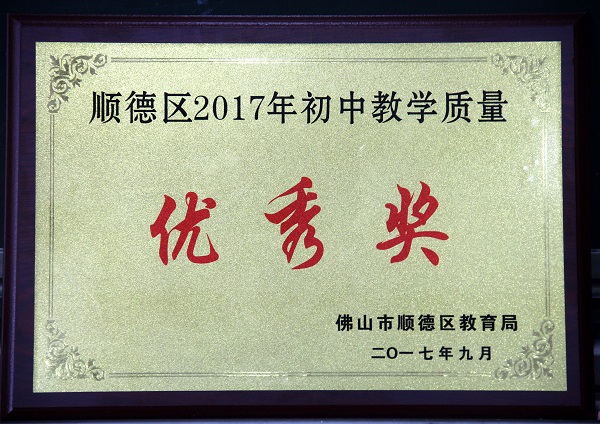 顺德区2017年初中教学质量
优秀奖
佛山市顺德区教育局
二〇一七年九月